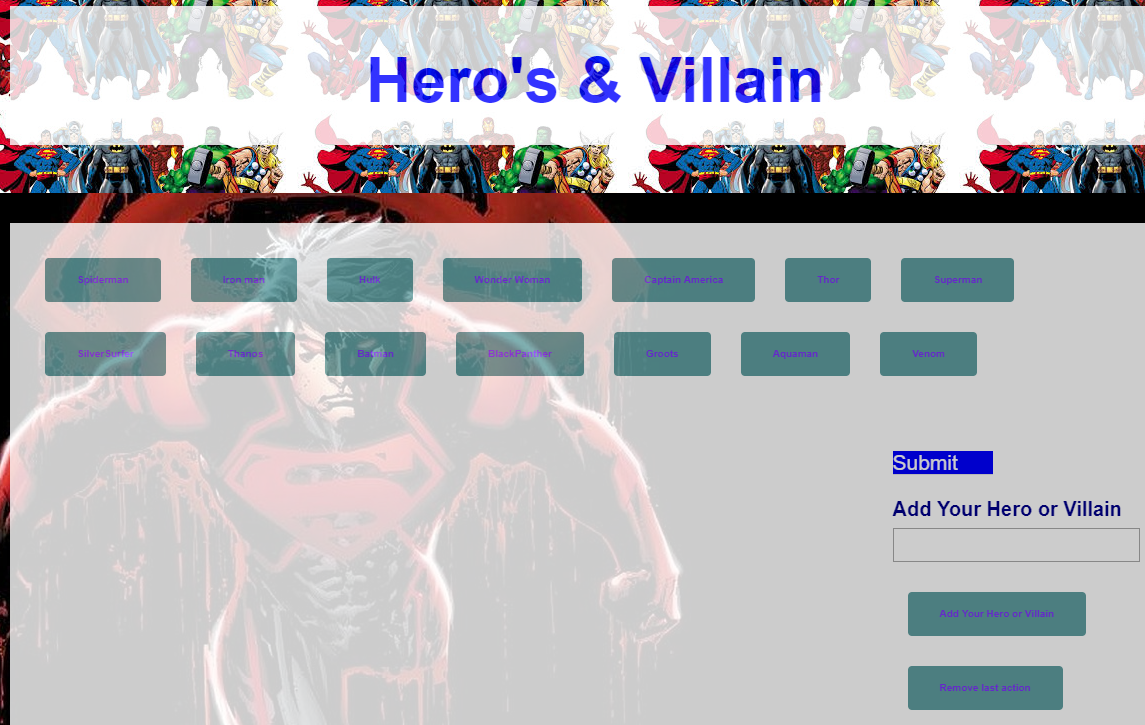 Hero's & Villain
Spiderman Iron man Hulk Wonder Woman Captain America Thor Superman
SilverSurfer Thanos Batman BlackPanther Groots Aquaman Venom
Submit
Add Your Hero or Villain
Add Your Hero or Villain
Remove last action